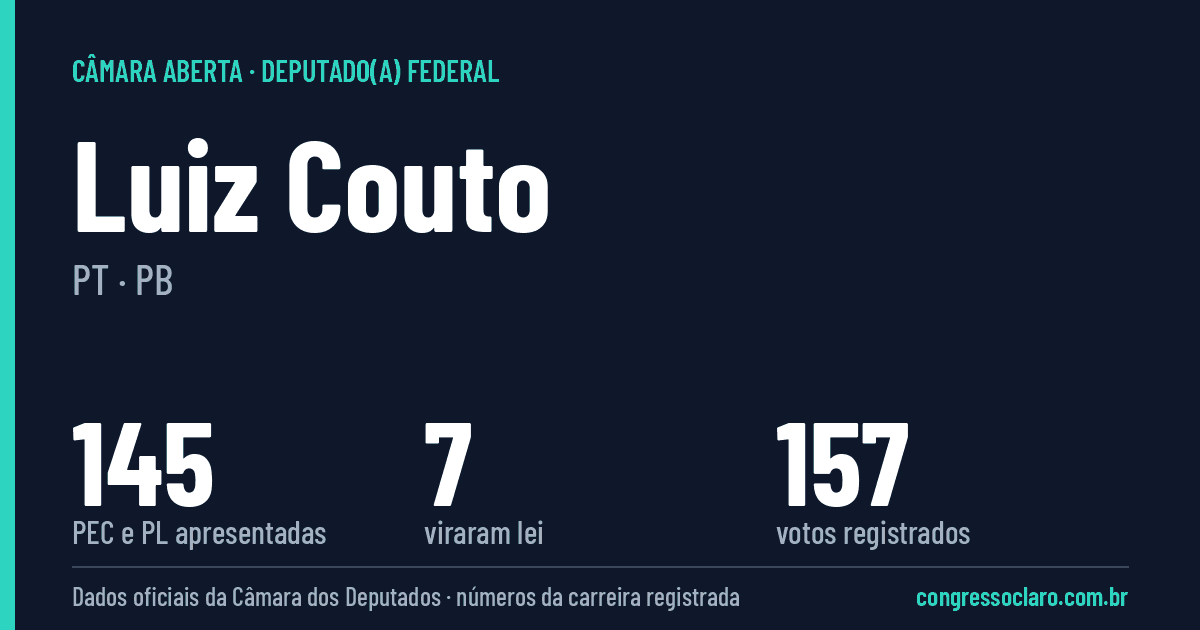 CÂMARA ABERTA · DEPUTADO(A) FEDERAL
Luiz Couto
PT · PB
145 7 157
PEC e PL apresentadas viraram lei votos registrados
Dados oficiais da Câmara dos Deputados · números da carreira registrada congressoclaro.com.br